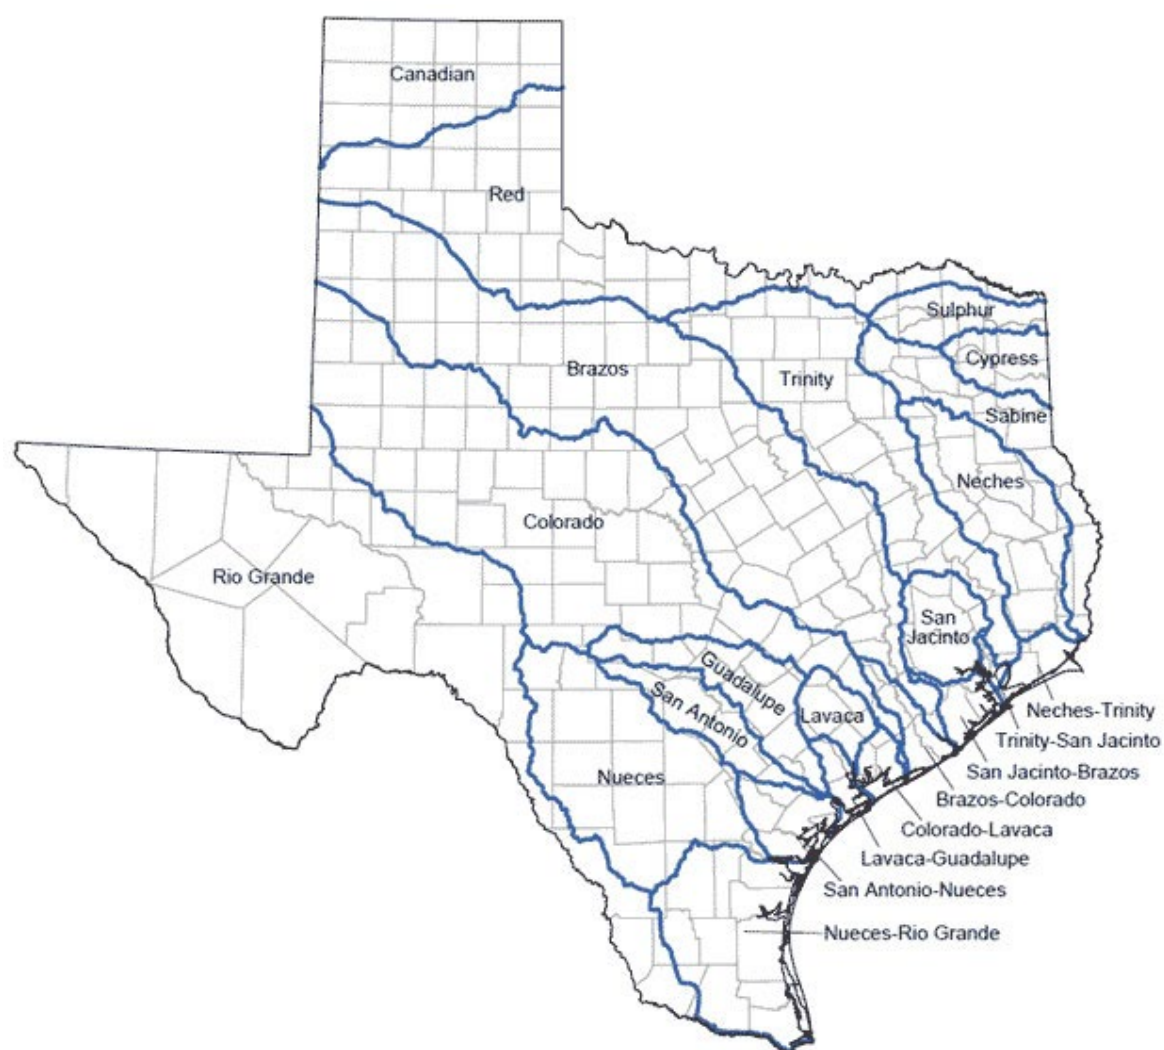 Canadian
Red
Sulphur
Cypress
Brazos
Trinity
Sabine
Neches
Colorado
Rio Grande
San
Jacinto
Guadalupe
San Antonio
Lavaca
Nueces
Neches-Trinity
Trinity-San Jacinto
San Jacinto-Brazos
Brazos-Colorado
Colorado-Lavaca
Lavaca-Guadalupe
San Antonio-Nueces
Nueces-Rio Grande